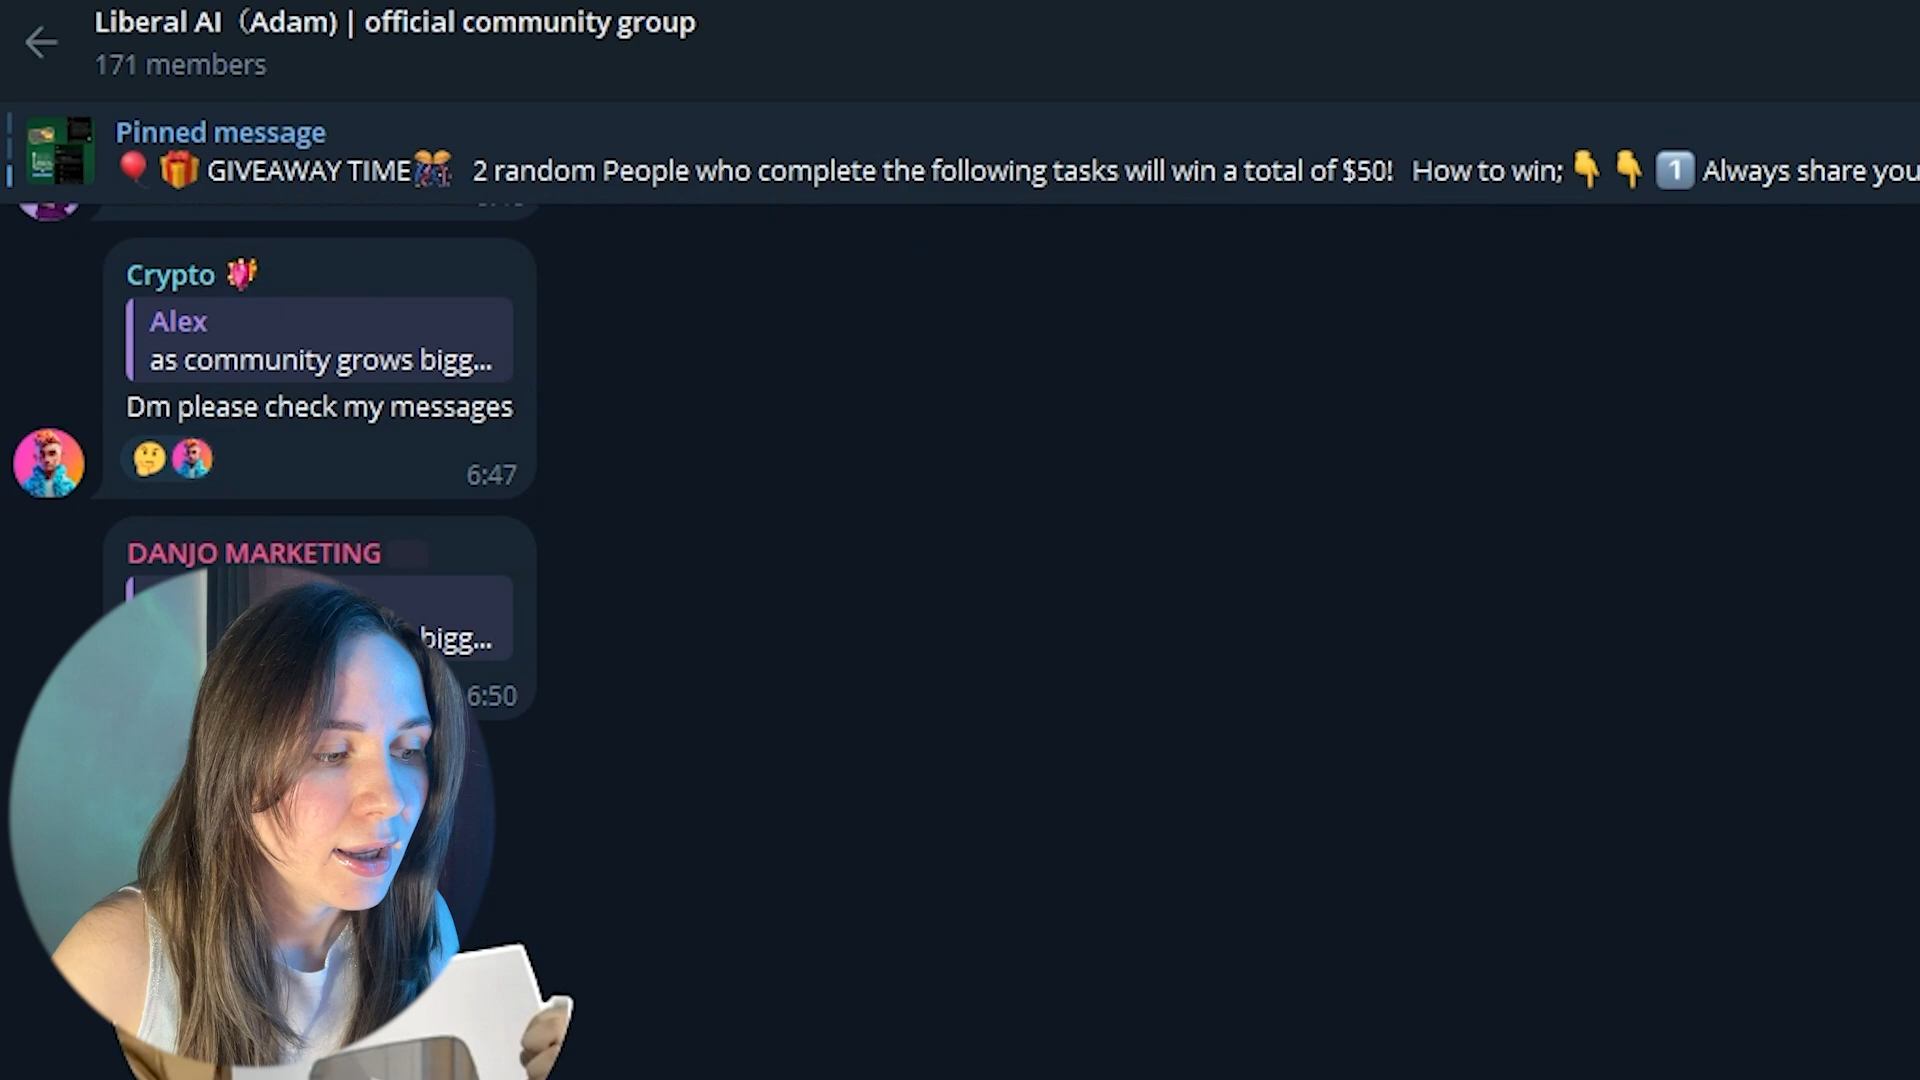 Liberal AI（Adam) | official community group
171 members
Pinned message
🎈 🎁 GIVEAWAY TIME🎊 2 random People who complete the following tasks will win a total of $50! How to win;👇👇 1️⃣ Always share you
Crypto 💝
Alex
as community grows bigg...
Dm please check my messages
🤔
6:47
DANJO MARKETING
bigg...
6:50